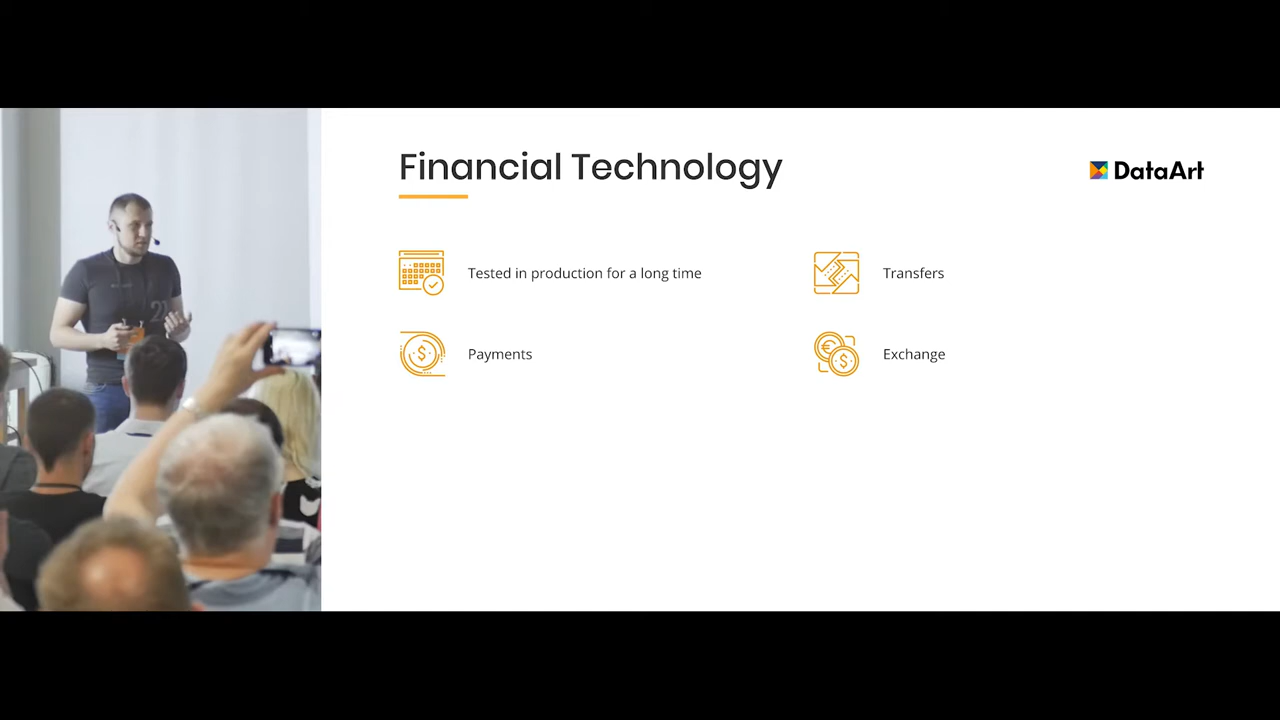 Financial Technology
DataArt
Tested in production for a long time
Transfers
Payments
Exchange